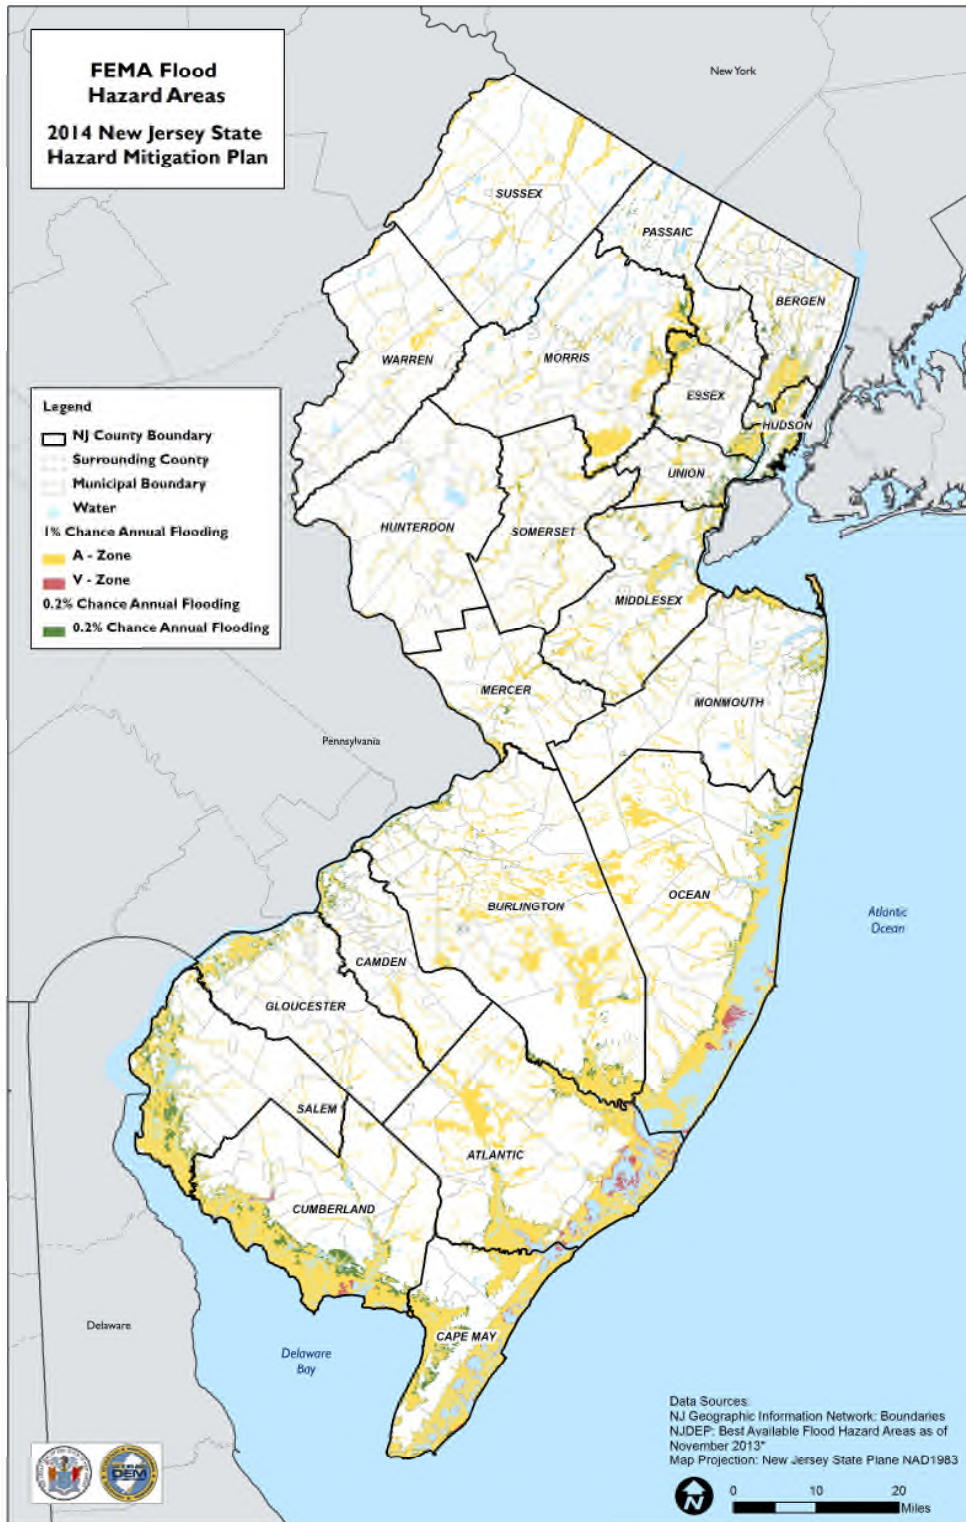 FEMA Flood
Hazard Areas
2014 New Jersey State
Hazard Mitigation Plan
New York
SUSSEX
PASSAIC
BERGEN
WARREN
MORRIS
ESSEX
HUDSON
UNION
Legend
NJ County Boundary
Surrounding County
Municipal Boundary
Water
1% Chance Annual Flooding
A - Zone
V - Zone
0.2% Chance Annual Flooding
0.2% Chance Annual Flooding
HUNTERDON
SOMERSET
MIDDLESEX
MERCER
MONMOUTH
Pennsylvania
OCEAN
BURLINGTON
Atlantic
Ocean
CAMDEN
GLOUCESTER
SALEM
ATLANTIC
CUMBERLAND
Delaware
CAPE MAY
Delaware
Bay
Data Sources:
NJ Geographic Information Network: Boundaries
NJDEP: Best Available Flood Hazard Areas as of
November 2013*
Map Projection: New Jersey State Plane NAD1983
N
0 10 20
Miles
DEM